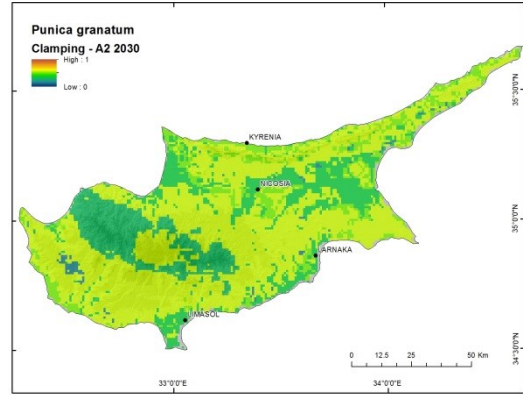 Punica granatum
Clamping - A2 2030
High : 1
Low : 0
KYRENIA
NICOSIA
LARNAKA
LIMASOL
35°30'0"N
35°0'0"N
34°30'0"N
0 12.5 25 50 Km
33°0'0"E 34°0'0"E